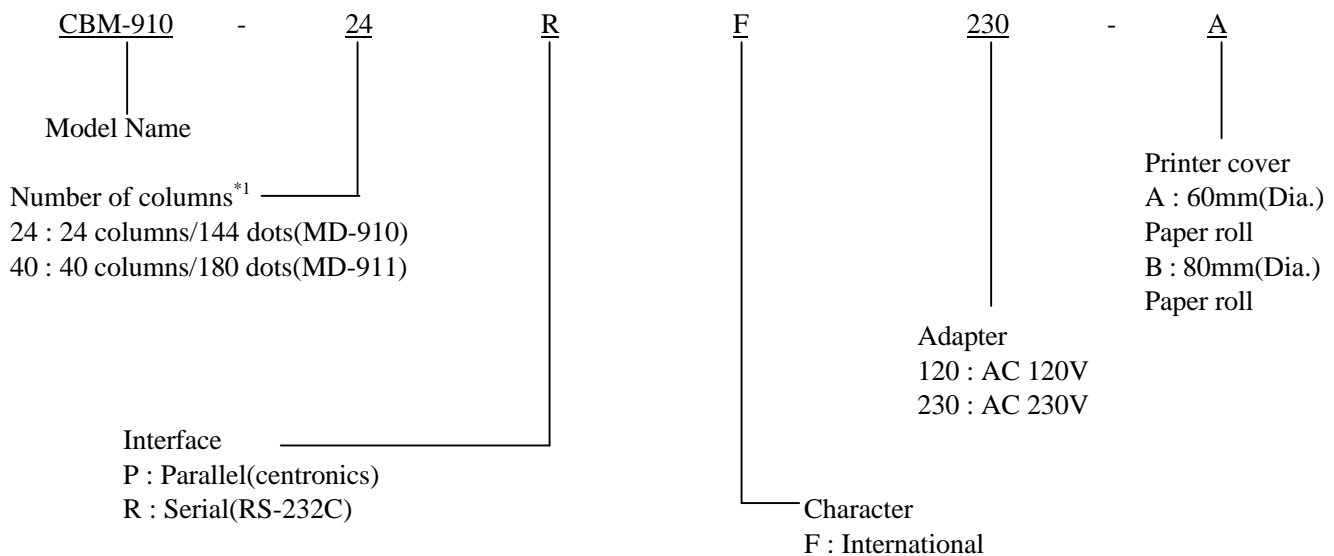 CBM-910 - 24 R F 230 - A
Model Name
Number of columns*1
24 : 24 columns/144 dots(MD-910)
40 : 40 columns/180 dots(MD-911)
Printer cover
A : 60mm(Dia.)
Paper roll
B : 80mm(Dia.)
Paper roll
Adapter
120 : AC 120V
230 : AC 230V
Interface
P : Parallel(centronics)
R : Serial(RS-232C)
Character
F : International